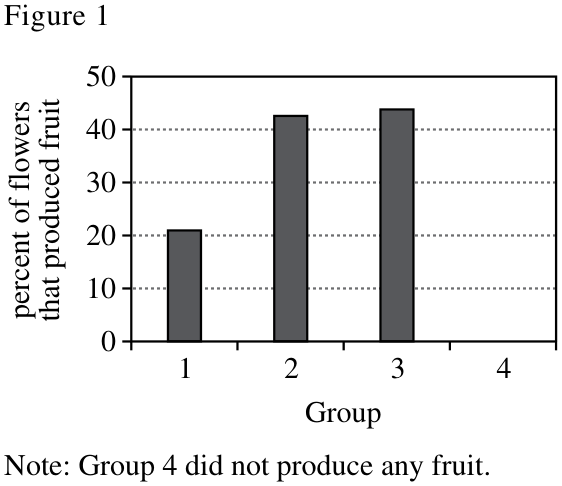 Figure 1
percent of flowers
that produced fruit
50
40
30
20
10
0
1 2 3 4
Group
Note: Group 4 did not produce any fruit.